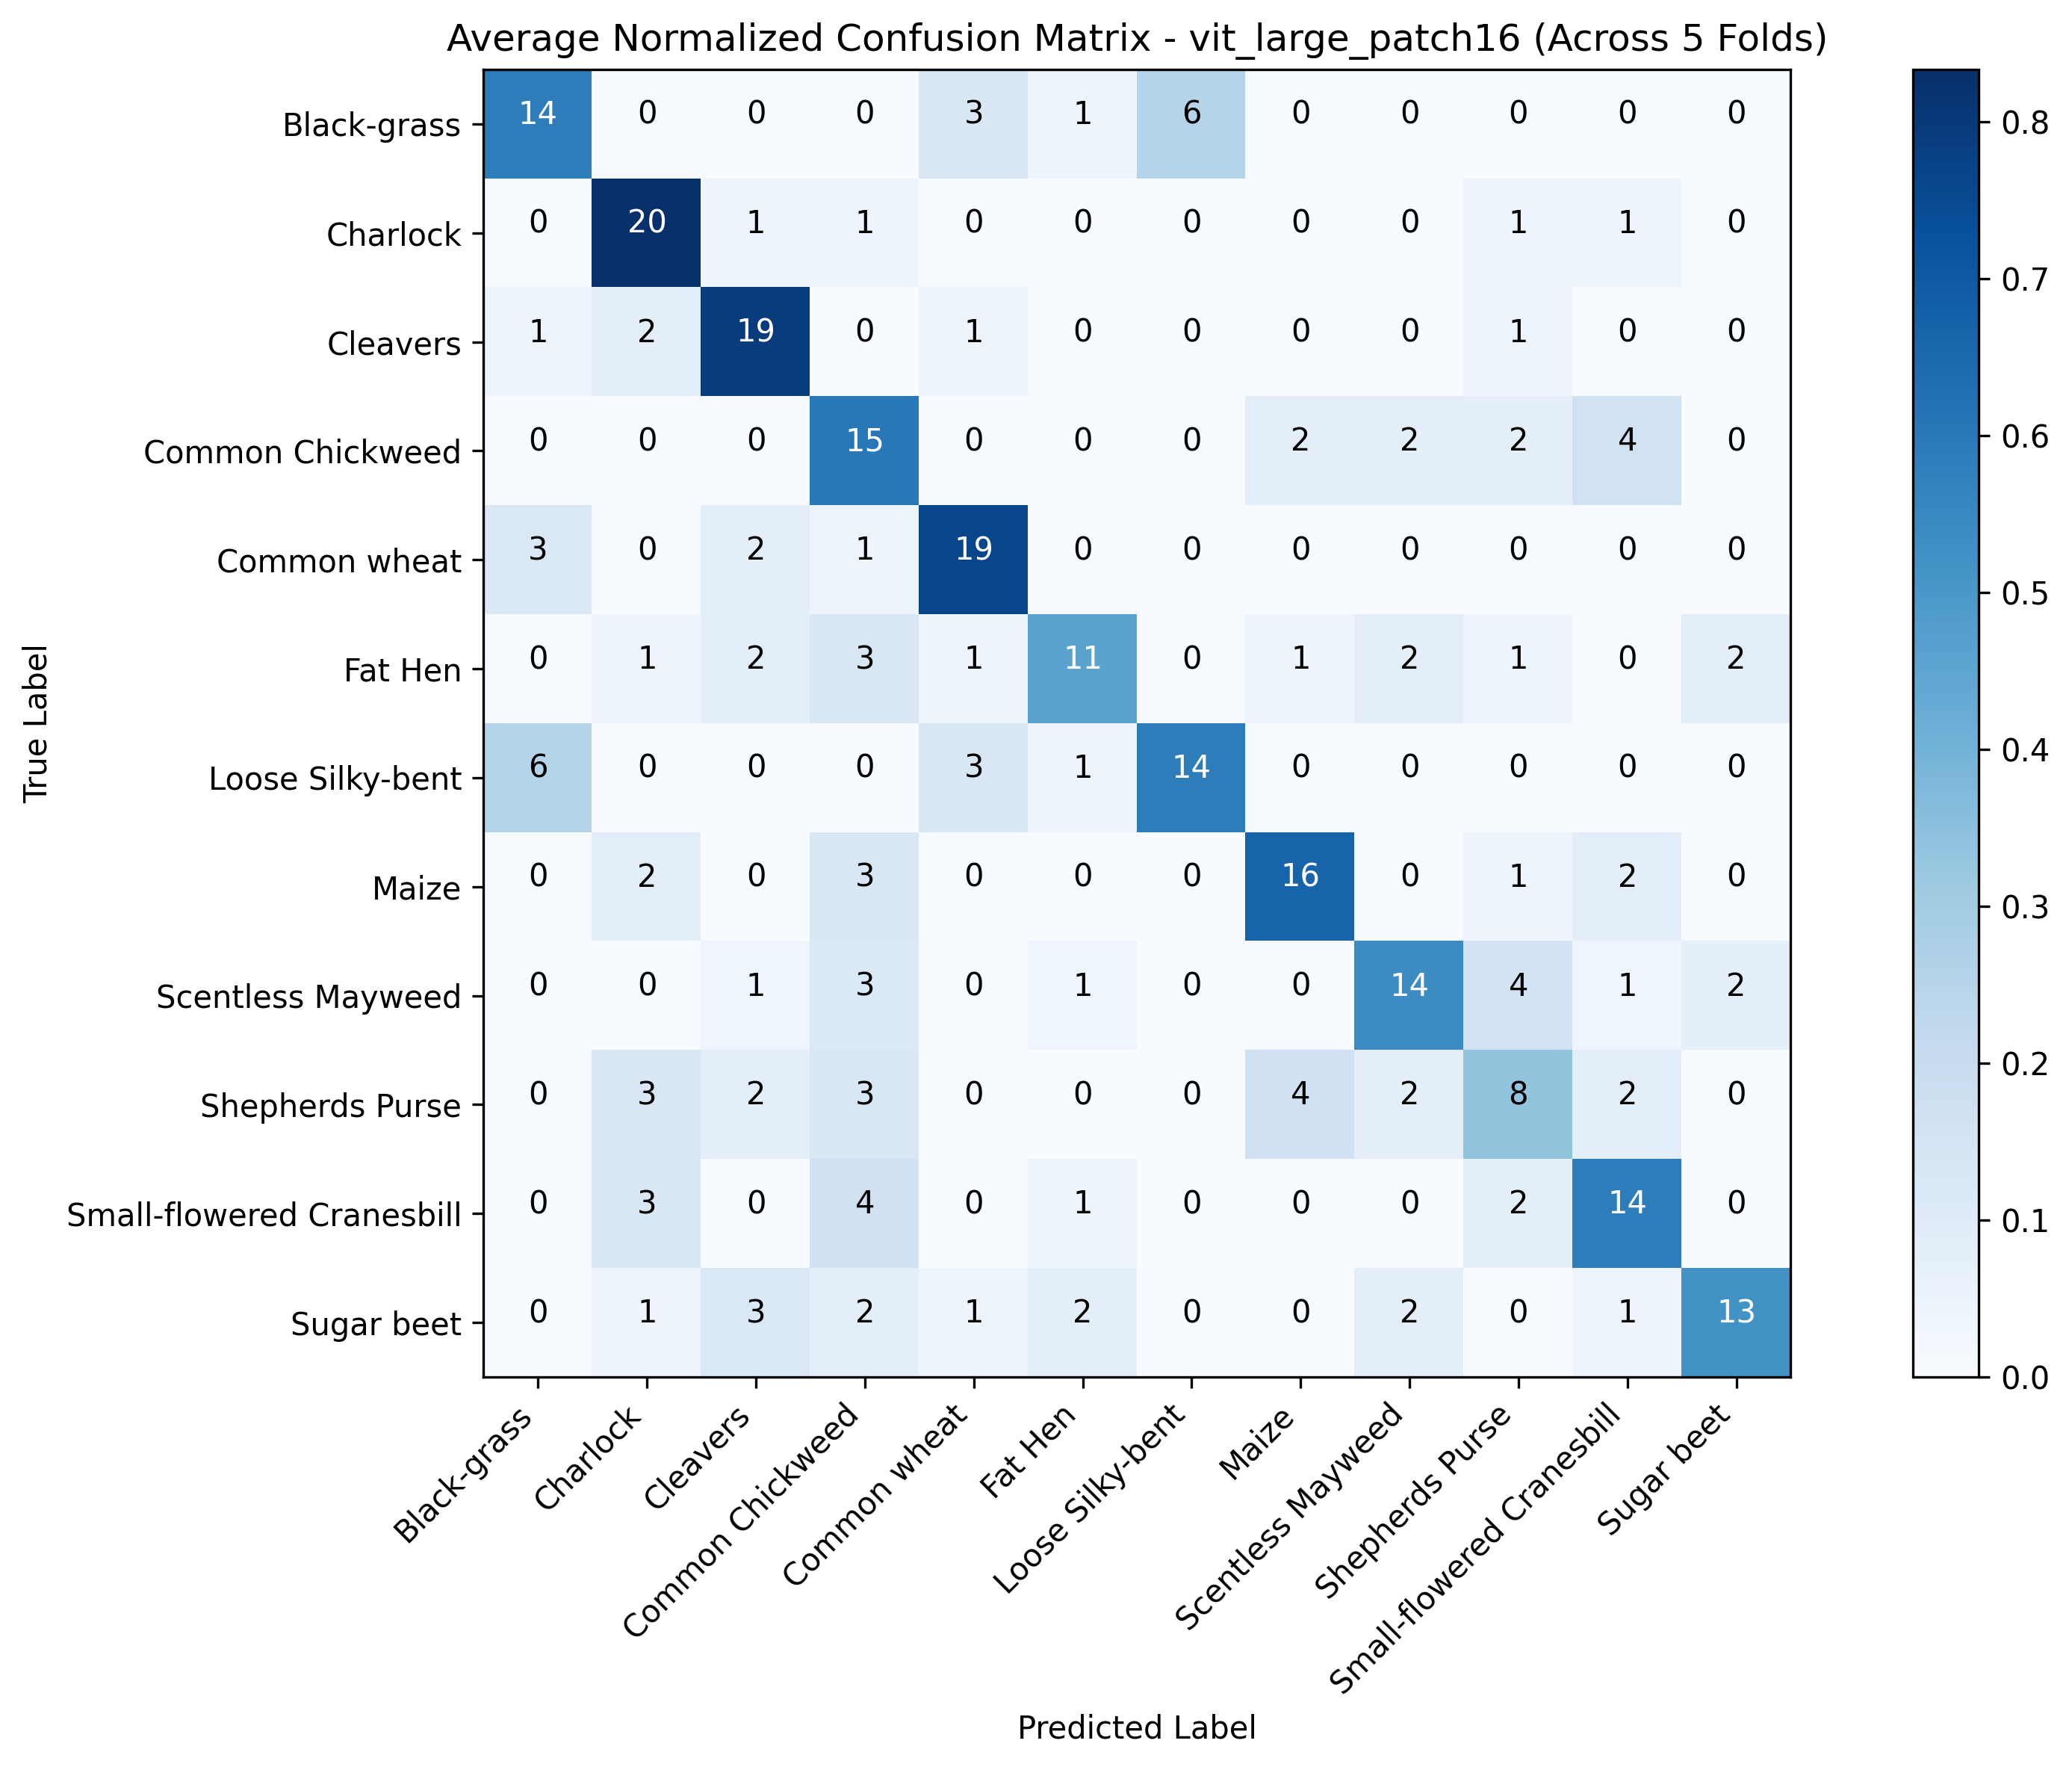 Average Normalized Confusion Matrix - vit_large_patch16 (Across 5 Folds)
True Label
Black-grass 14 0 0 0 3 1 6 0 0 0 0 0
Charlock 0 20 1 1 0 0 0 0 0 1 1 0
Cleavers 1 2 19 0 1 0 0 0 0 1 0 0
Common Chickweed 0 0 0 15 0 0 0 2 2 2 4 0
Common wheat 3 0 2 1 19 0 0 0 0 0 0 0
Fat Hen 0 1 2 3 1 11 0 1 2 1 0 2
Loose Silky-bent 6 0 0 0 3 1 14 0 0 0 0 0
Maize 0 2 0 3 0 0 0 16 0 1 2 0
Scentless Mayweed 0 0 1 3 0 1 0 0 14 4 1 2
Shepherds Purse 0 3 2 3 0 0 0 4 2 8 2 0
Small-flowered Cranesbill 0 3 0 4 0 1 0 0 0 2 14 0
Sugar beet 0 1 3 2 1 2 0 0 2 0 1 13
Black-grass
Charlock
Cleavers
Common Chickweed
Common wheat
Fat Hen
Loose Silky-bent
Maize
Scentless Mayweed
Shepherds Purse
Small-flowered Cranesbill
Sugar beet
Predicted Label
0.8
0.7
0.6
0.5
0.4
0.3
0.2
0.1
0.0